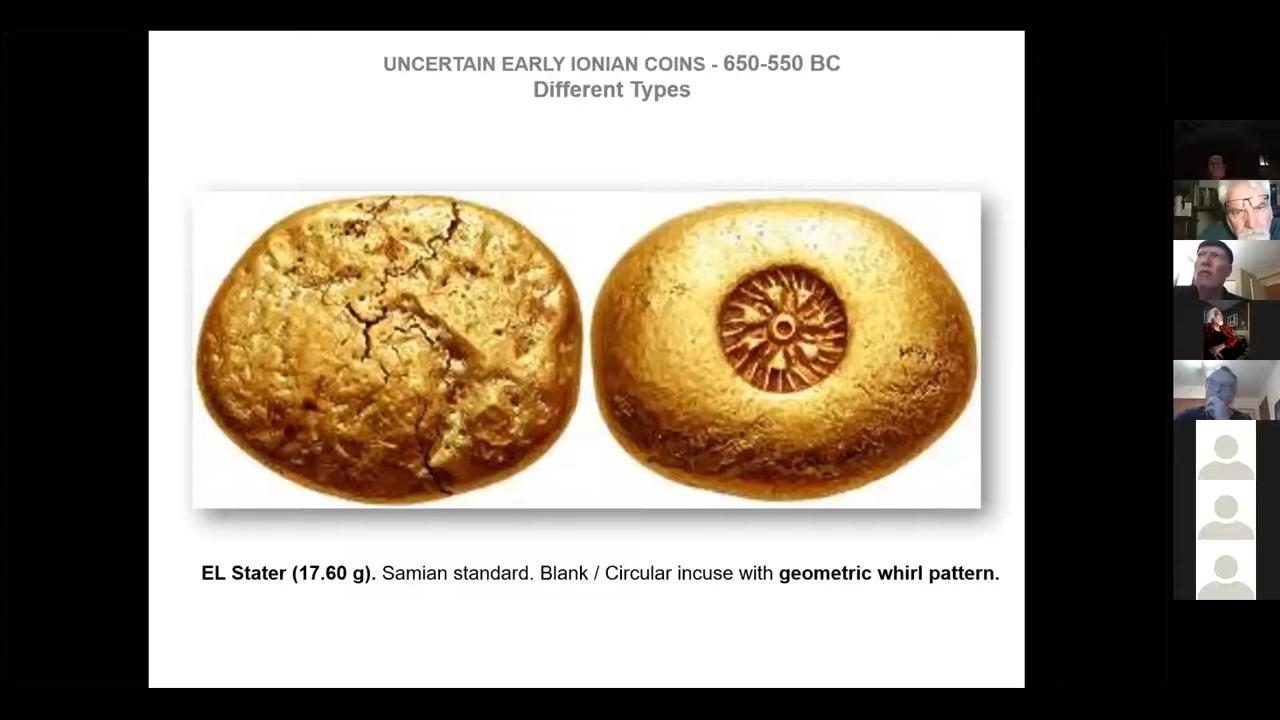 UNCERTAIN EARLY IONIAN COINS - 650-550 BC
Different Types
EL Stater (17.60 g). Samian standard. Blank / Circular incuse with geometric whirl pattern.